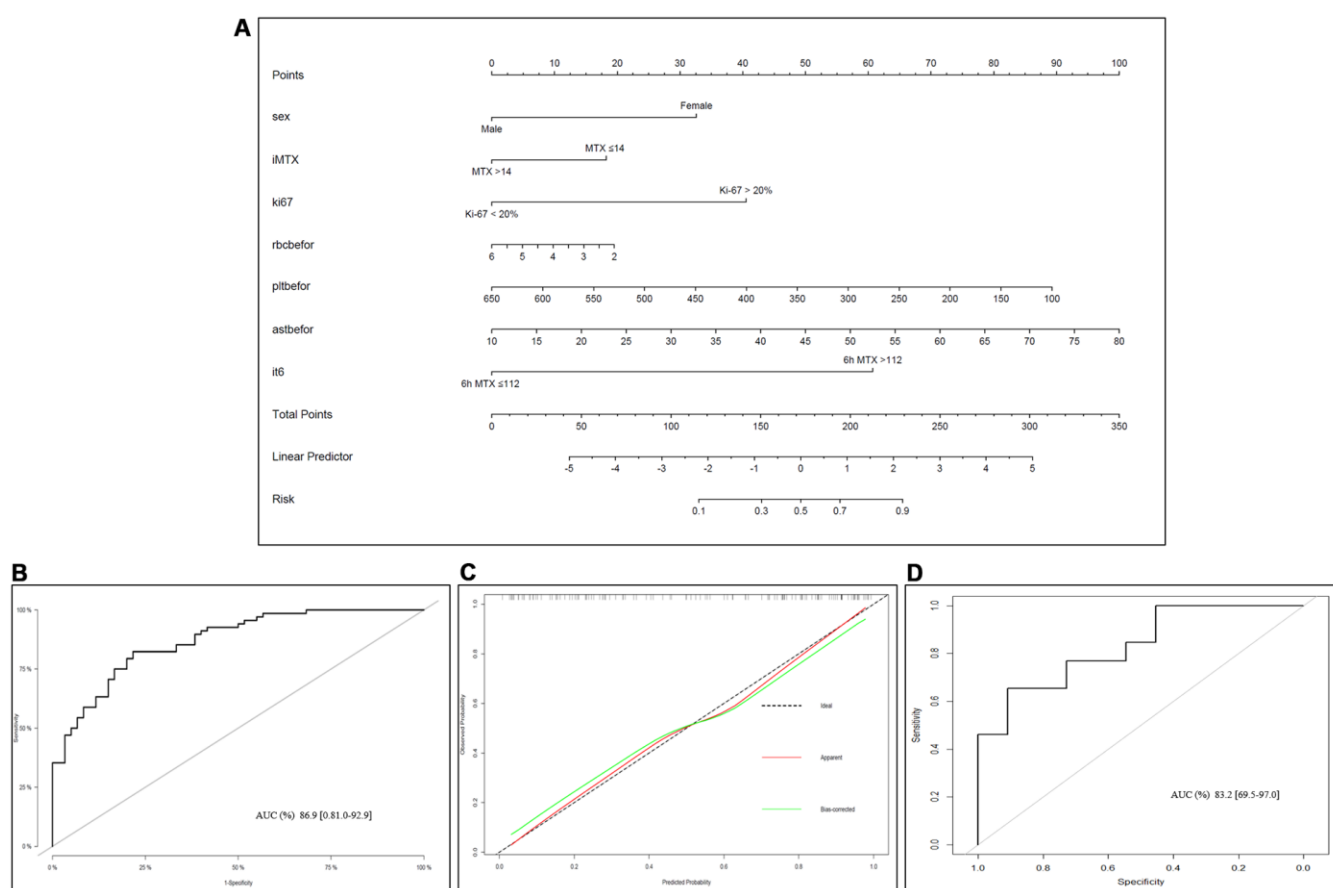 A
Points
0 10 20 30 40 50 60 70 80 90 100
sex
Female
Male
iMTX
MTX ≤14
MTX >14
ki67
Ki-67 > 20%
Ki-67 < 20%
rbcbefor
6 5 4 3 2
pltbefor
650 600 550 500 450 400 350 300 250 200 150 100
astbefor
10 15 20 25 30 35 40 45 50 55 60 65 70 75 80
it6
6h MTX >112
6h MTX ≤112
Total Points
0 50 100 150 200 250 300 350
Linear Predictor
-5 -4 -3 -2 -1 0 1 2 3 4 5
Risk
0.1 0.3 0.5 0.7 0.9
B
100 %
75 %
50 %
25 %
0 %
Sensitivity
AUC (%) 86.9 [0.81.0-92.9]
0 % 25 % 50 % 75 % 100 %
1-Specificity
C
1.0
0.8
0.6
0.4
0.2
0.0
Observed Probability
Ideal
Apparent
Bias-corrected
0.0 0.2 0.4 0.6 0.8 1.0
Predicted Probability
D
1.0
0.8
0.6
0.4
0.2
0.0
Sensitivity
AUC (%) 83.2 [69.5-97.0]
1.0 0.8 0.6 0.4 0.2 0.0
Specificity